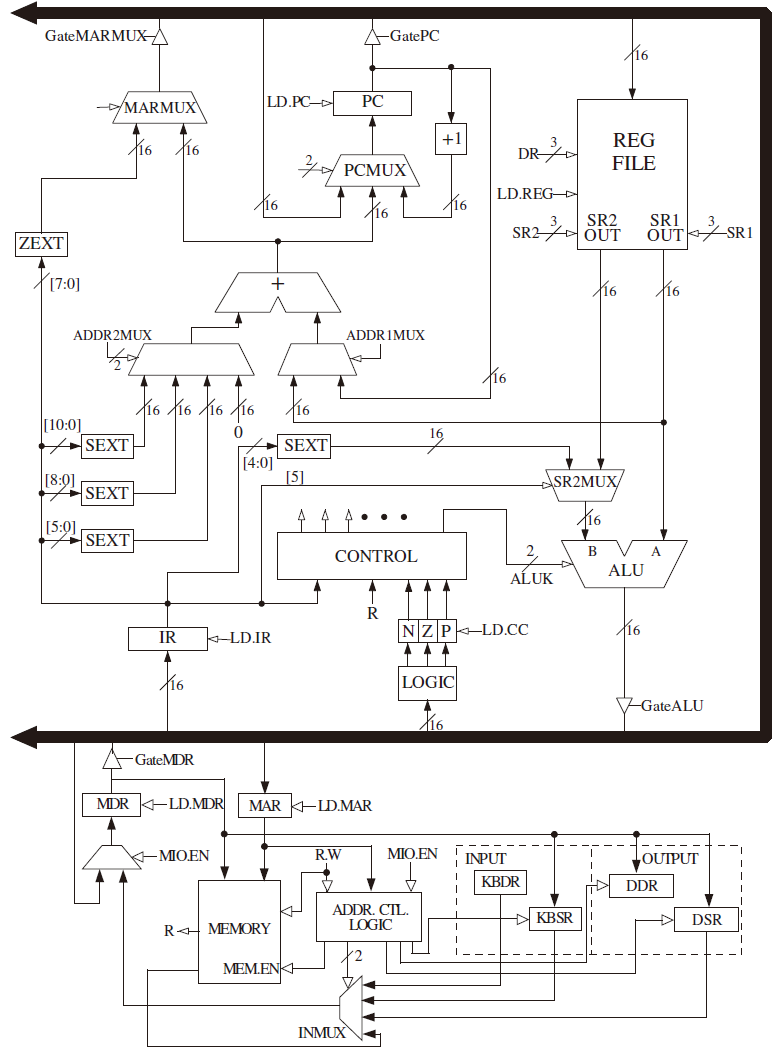 GateMARMUX
GatePC
16
MARMUX
LD.PC
PC
16
16
+1
2
PCMUX
16
16
16
REG
FILE
DR
3
LD.REG
SR2
3
SR2
OUT
SR1
OUT
3
SR1
ZEXT
[7:0]
+
16
16
ADDR2MUX
2
ADDR1MUX
16
16
16
16
16
16
0
[10:0]
SEXT
[4:0]
SEXT
16
[8:0]
SEXT
[5]
SR2MUX
[5:0]
SEXT
16
CONTROL
2
ALUK
B
A
ALU
R
IR
LD.IR
N Z P
LD.CC
16
LOGIC
16
16
GateALU
GateMDR
MDR
LD.MDR
MAR
LD.MAR
MIO.EN
R.W
MIO.EN
INPUT
OUTPUT
KBDR
DDR
R
MEMORY
ADDR. CTL.
LOGIC
KBSR
DSR
MEM.EN
2
INMUX